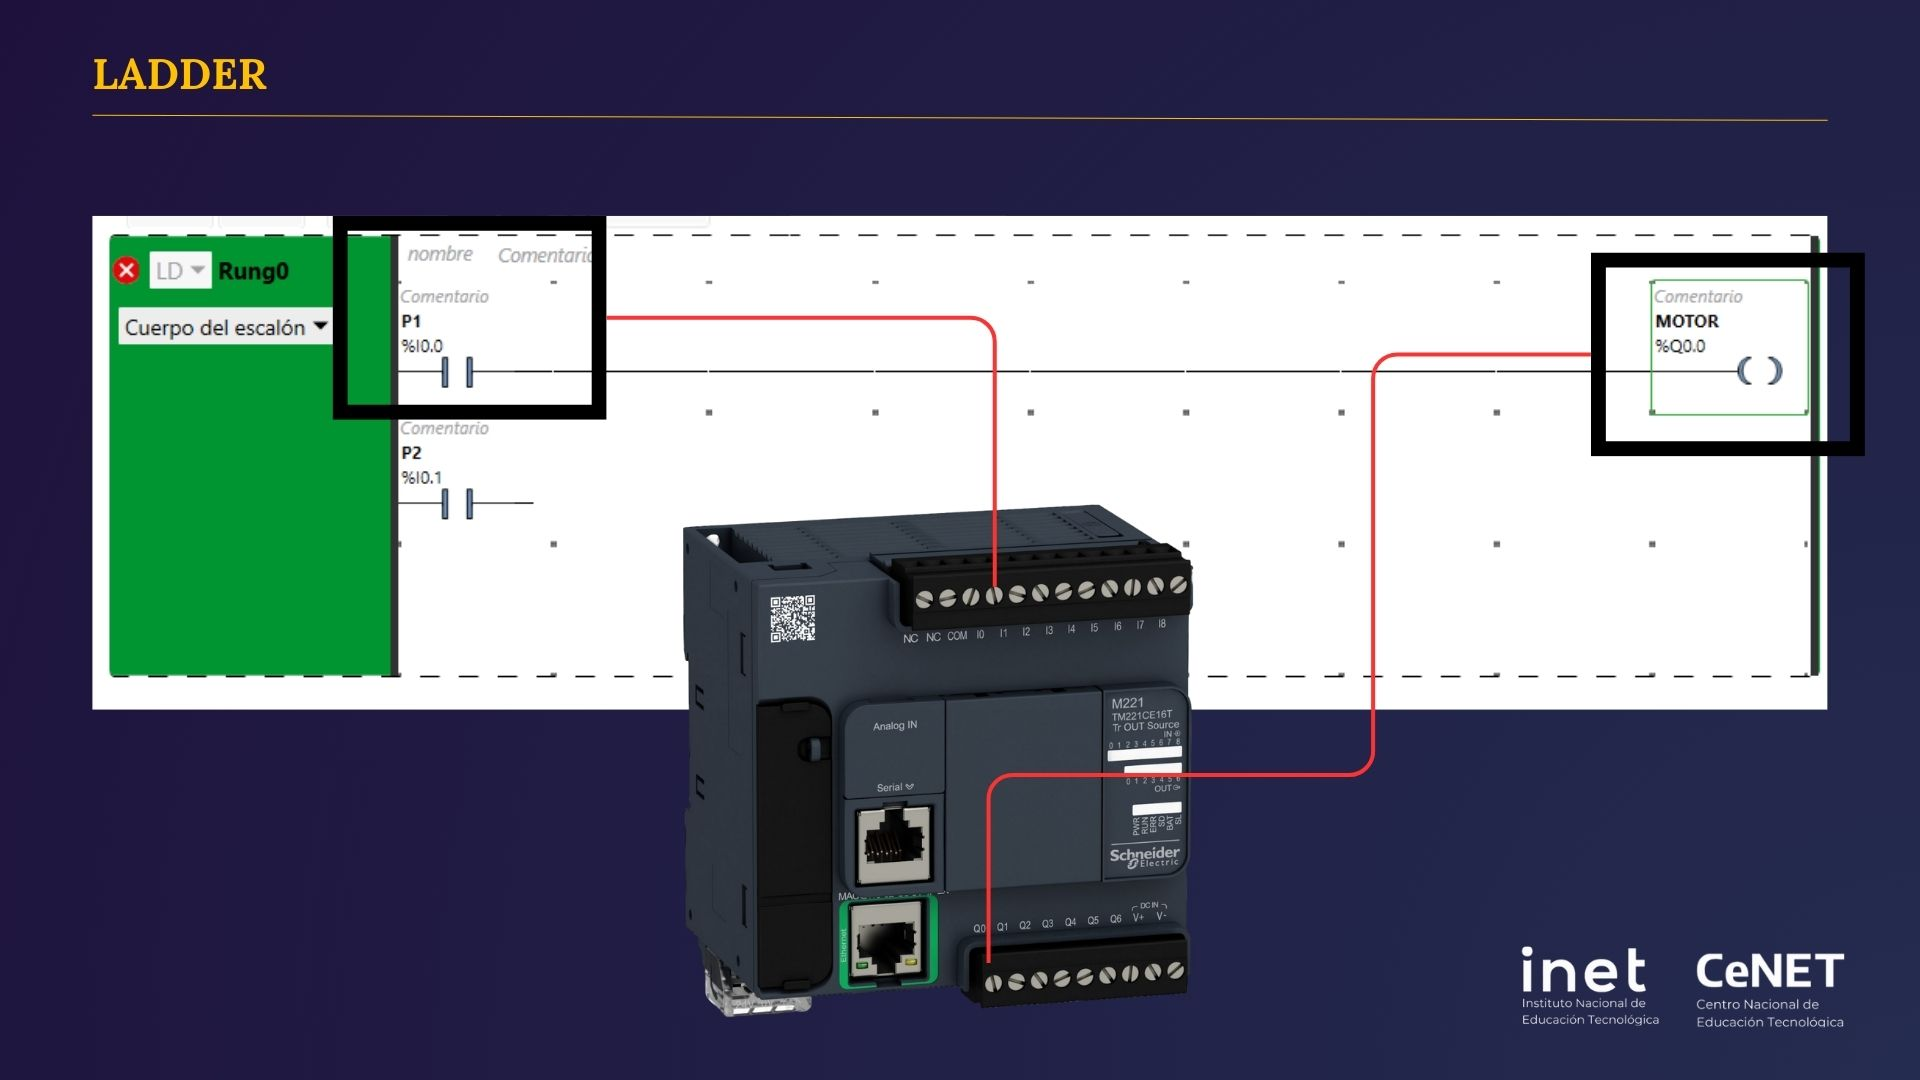 LADDER
nombre Comentario
LD Rung0
Cuerpo del escalón
Comentario
P1
%I0.0
Comentario
MOTOR
%Q0.0
Comentario
P2
%I0.1
NC NC COM I0 I1 I2 I3 I4 I5 I6 I7 I8
M221
TM221CE16T
Tr OUT Source
IN
0 1 2 3 4 5 6 7 8
0 1 2 3 4 5 6
OUT
PWR
RUN
ERR
SD
BAT
SL
Schneider
Electric
Analog IN
Serial
Ethernet
DC IN
Q0 Q1 Q2 Q3 Q4 Q5 Q6 V+ V-
inet
Instituto Nacional de
Educación Tecnológica
CeNET
Centro Nacional de
Educación Tecnológica